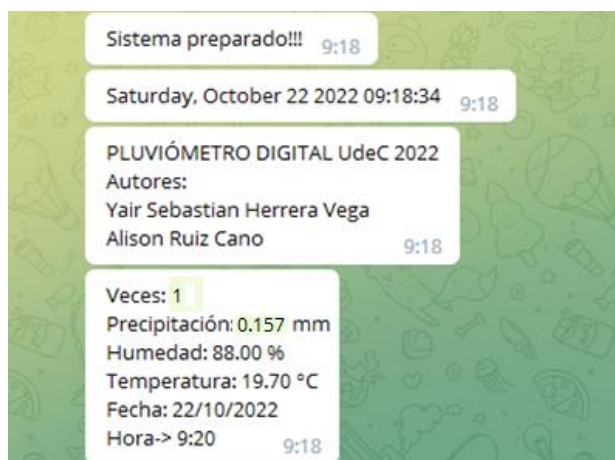 Sistema preparado!!! 9:18
Saturday, October 22 2022 09:18:34 9:18
PLUVIÓMETRO DIGITAL UdeC 2022
Autores:
Yair Sebastian Herrera Vega
Alison Ruiz Cano 9:18
Veces: 1
Precipitación: 0.157 mm
Humedad: 88.00 %
Temperatura: 19.70 °C
Fecha: 22/10/2022
Hora-> 9:20 9:18